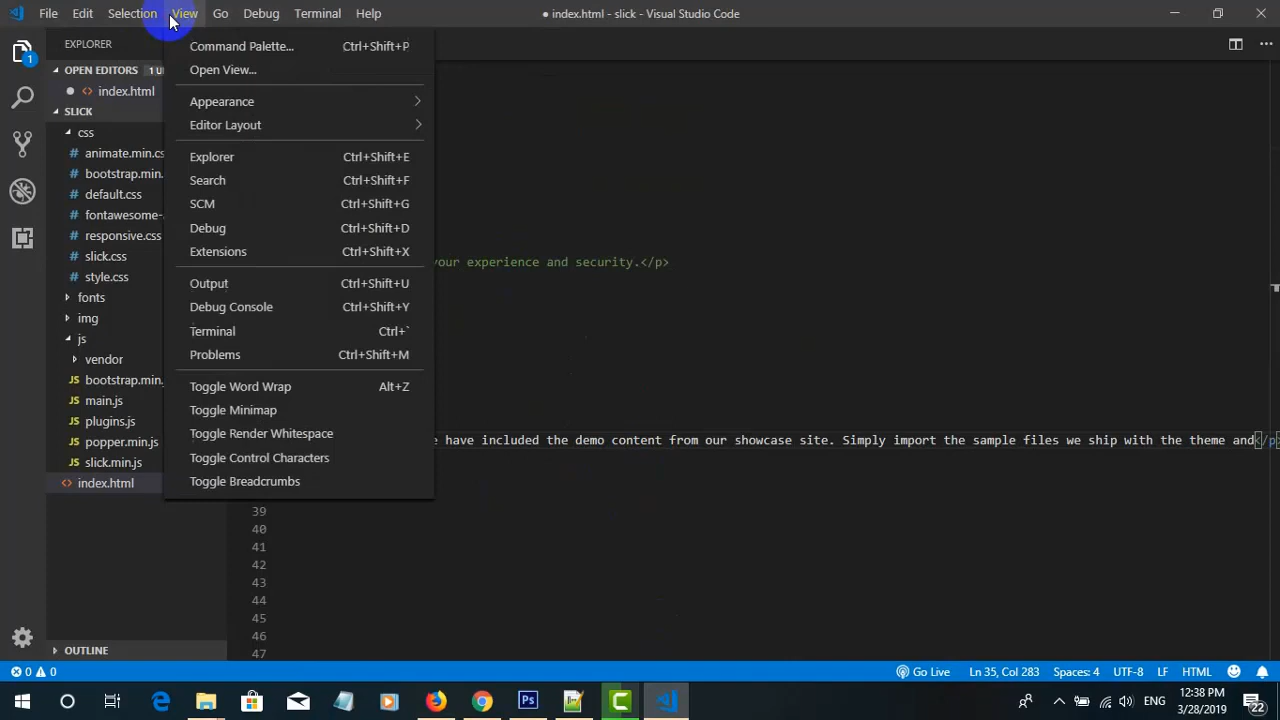 File Edit Selection View Go Debug Terminal Help
● index.html - slick - Visual Studio Code
EXPLORER
OPEN EDITORS 1
index.html
SLICK
css
# animate.min.cs
# bootstrap.min.
# default.css
# fontawesome-
# responsive.css
# slick.css
# style.css
fonts
img
js
vendor
JS bootstrap.min.
JS main.js
JS plugins.js
JS popper.min.js
JS slick.min.js
<> index.html
OUTLINE
Command Palette... Ctrl+Shift+P
Open View...
Appearance
Editor Layout
Explorer Ctrl+Shift+E
Search Ctrl+Shift+F
SCM Ctrl+Shift+G
Debug Ctrl+Shift+D
Extensions Ctrl+Shift+X
Output Ctrl+Shift+U
Debug Console Ctrl+Shift+Y
Terminal Ctrl+`
Problems Ctrl+Shift+M
Toggle Word Wrap Alt+Z
Toggle Minimap
Toggle Render Whitespace
Toggle Control Characters
Toggle Breadcrumbs
your experience and security.</p>
have included the demo content from our showcase site. Simply import the sample files we ship with the theme and</p>
39
40
41
42
43
44
45
46
47
0 0
Go Live Ln 35, Col 283 Spaces: 4 UTF-8 LF HTML
ENG
12:38 PM
3/28/2019
22